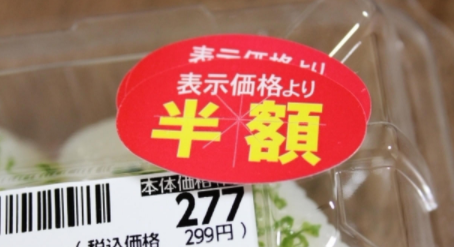 表示価格より
表示価格より
半額
本体価格
277
(税込価格 299円)